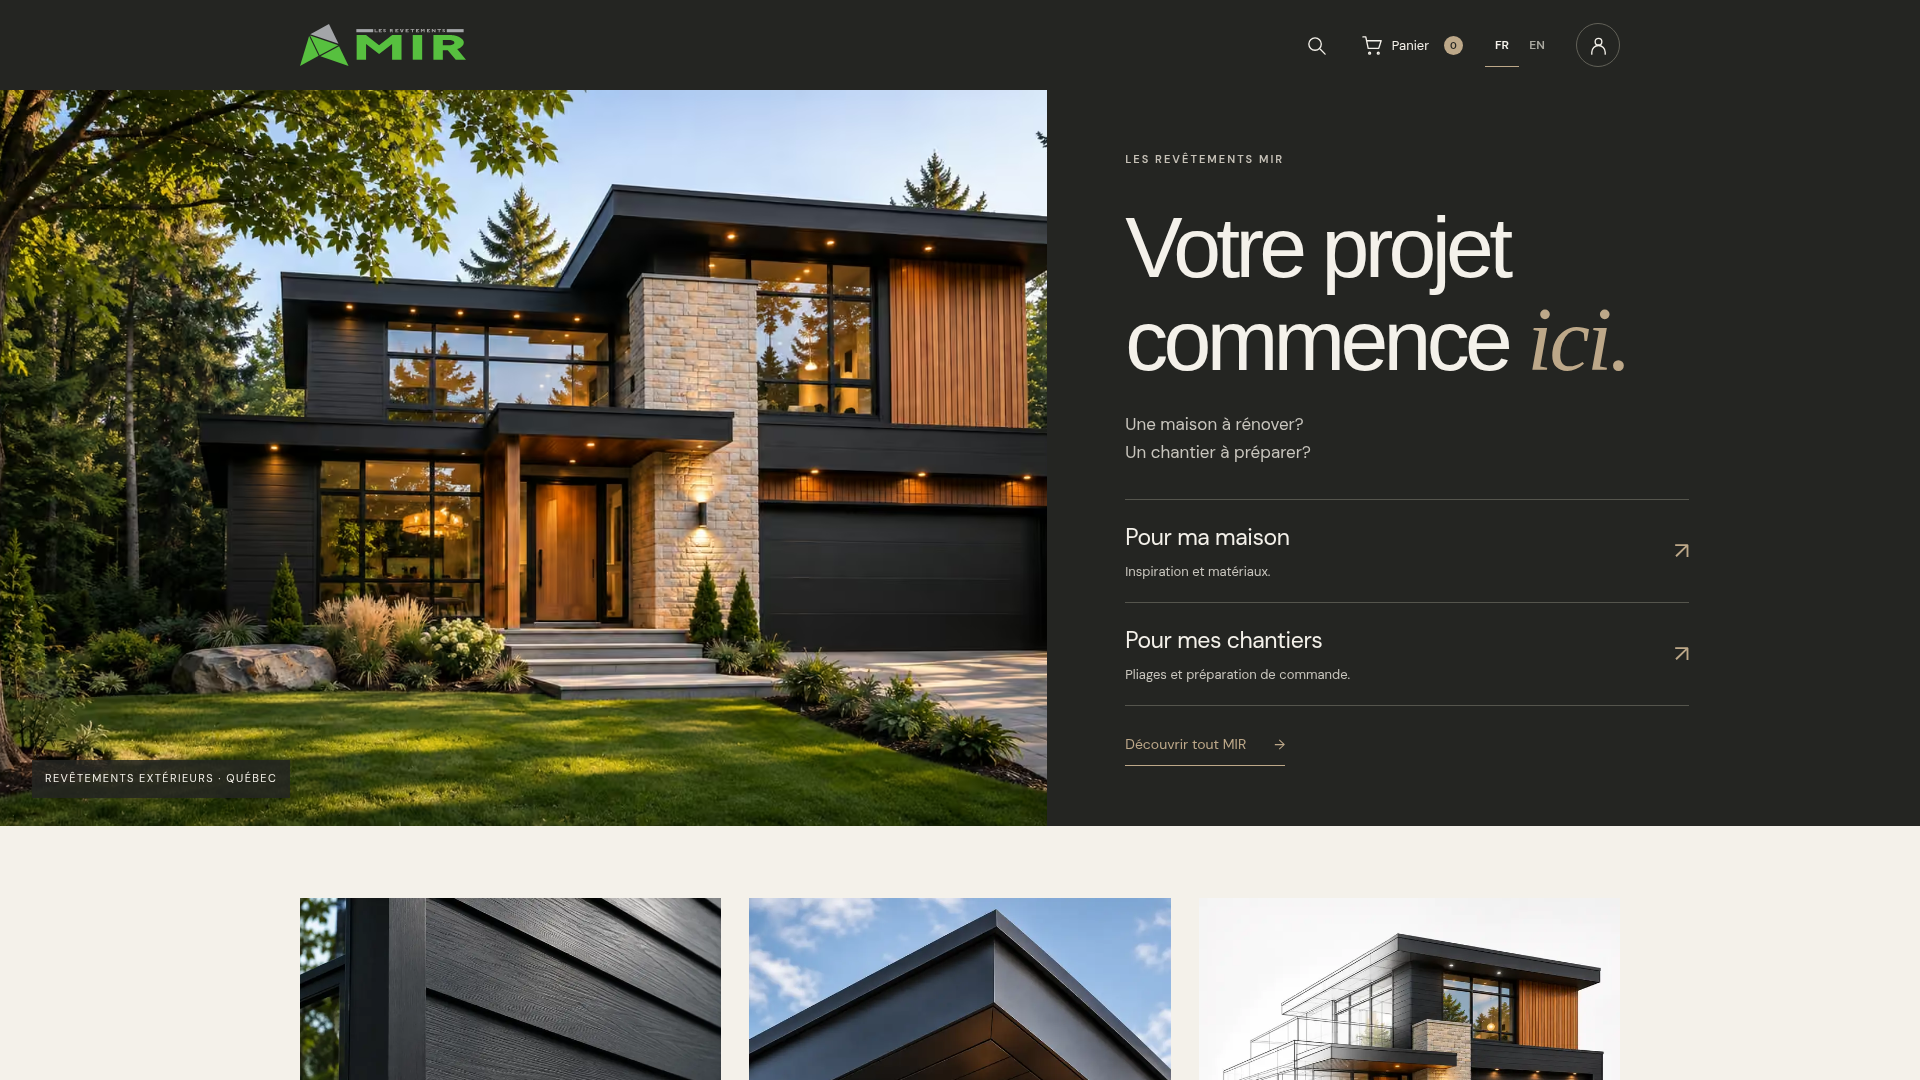 LES REVÊTEMENTS
MIR
Panier 0
FR EN
LES REVÊTEMENTS MIR
Votre projet
commence ici.
Une maison à rénover?
Un chantier à préparer?
Pour ma maison
Inspiration et matériaux.
Pour mes chantiers
Pliages et préparation de commande.
Découvrir tout MIR
REVÊTEMENTS EXTÉRIEURS · QUÉBEC